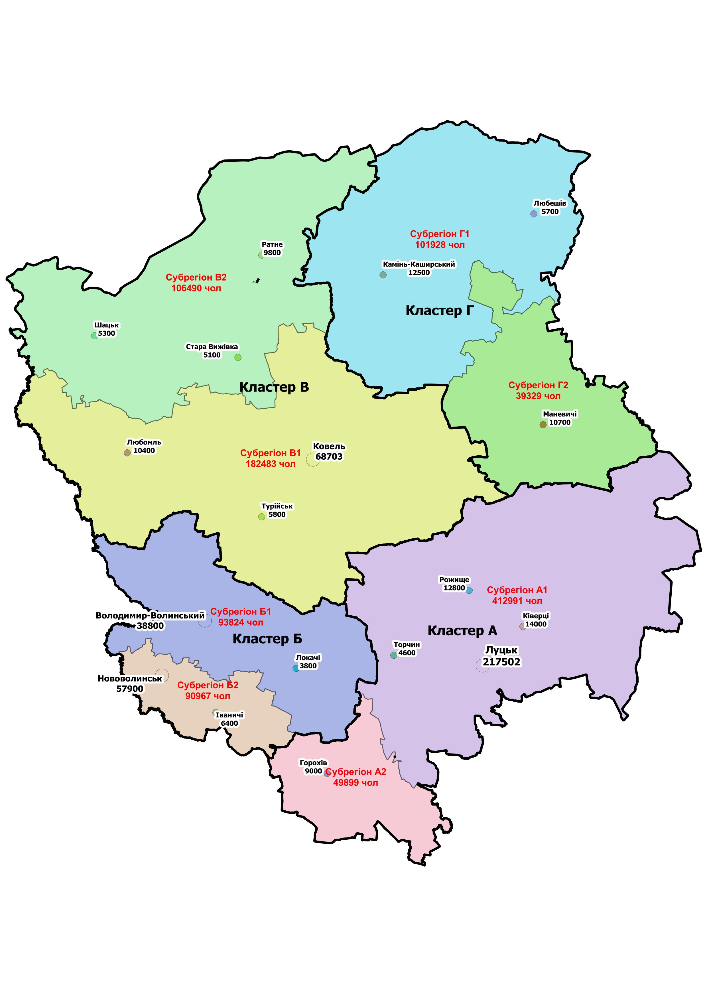 Любешів
5700
Субрегіон Г1
101928 чол
Ратне
9800
Камінь-Каширський
12500
Субрегіон В2
106490 чол
Кластер Г
Шацьк
5300
Стара Вижівка
5100
Кластер В
Субрегіон Г2
39329 чол
Маневичі
10700
Любомль
10400
Субрегіон В1
182483 чол
Ковель
68703
Турійськ
5800
Рожище
12800
Субрегіон А1
412991 чол
Володимир-Волинський
38800
Субрегіон Б1
93824 чол
Ківерці
14000
Кластер А
Кластер Б
Торчин
4600
Луцьк
217502
Локачі
3800
Нововолинськ
57900
Субрегіон Б2
90967 чол
Іваничі
6400
Горохів
9000
Субрегіон А2
49899 чол